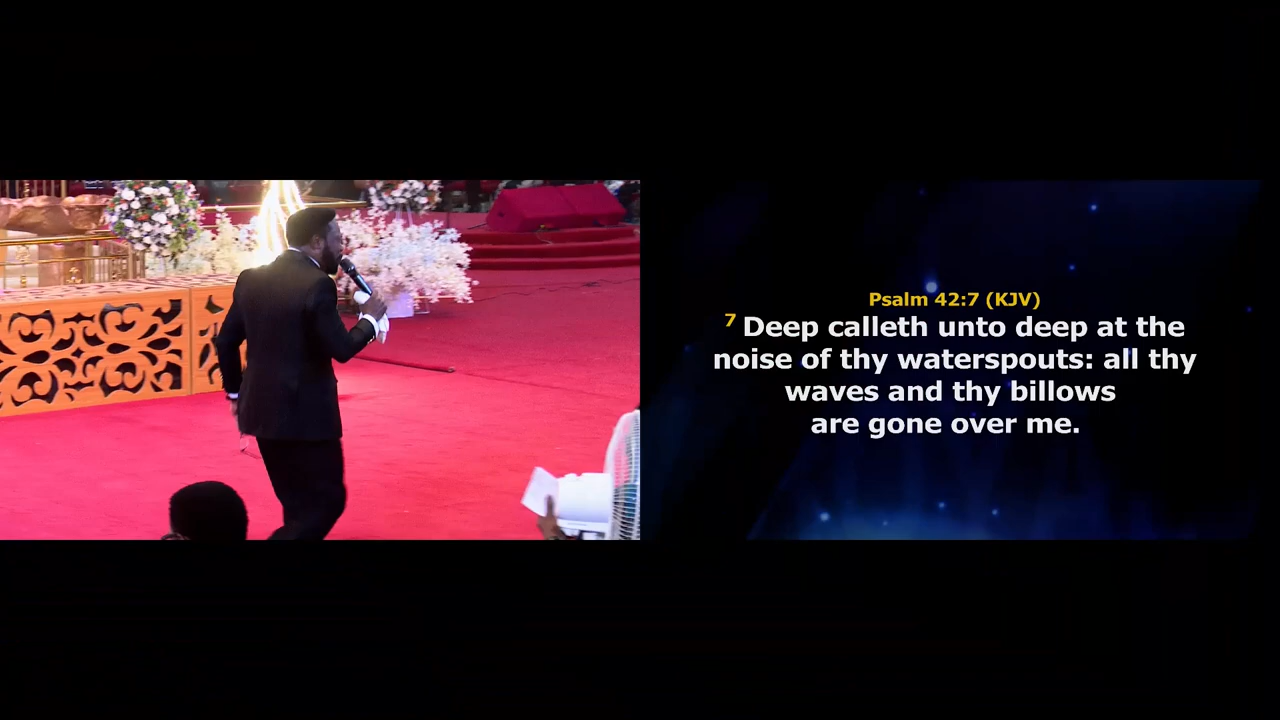 Psalm 42:7 (KJV)
7 Deep calleth unto deep at the
noise of thy waterspouts: all thy
waves and thy billows
are gone over me.